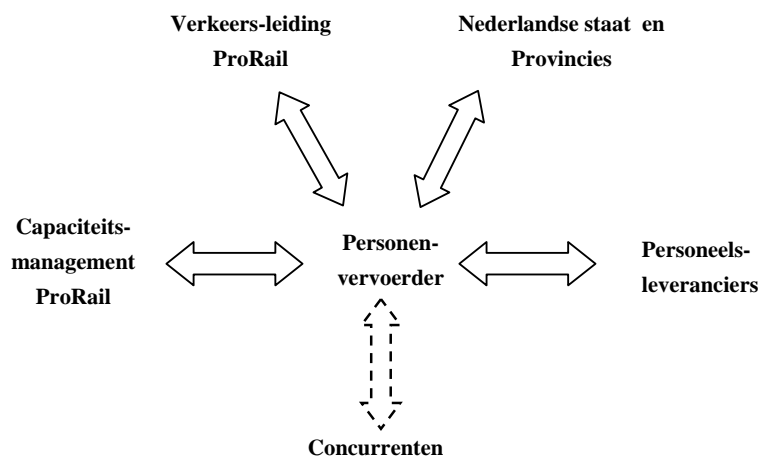 Verkeers-leiding
ProRail
Nederlandse staat en
Provincies
Capaciteits-
management
ProRail
Personen-
vervoerder
Personeels-
leveranciers
Concurrenten